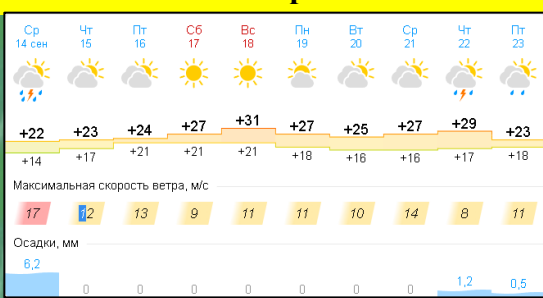 Ср Чт Пт Сб Вс Пн Вт Ср Чт Пт
14 сен 15 16 17 18 19 20 21 22 23
+22 +23 +24 +27 +31 +27 +25 +27 +29 +23
+14 +17 +21 +21 +21 +18 +16 +16 +17 +18
Максимальная скорость ветра, м/с
17 12 13 9 11 11 10 14 8 11
Осадки, мм
6,2 0 0 0 0 0 0 0 1,2 0,5